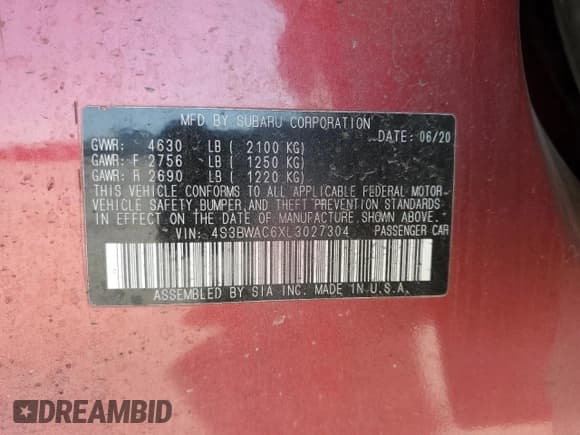 MFD BY SUBARU CORPORATION
DATE: 06/20
GVWR: 4630 LB ( 2100 KG)
GAWR: F 2756 LB ( 1250 KG)
GAWR: R 2690 LB ( 1220 KG)
THIS VEHICLE CONFORMS TO ALL APPLICABLE FEDERAL MOTOR
VEHICLE SAFETY, BUMPER, AND THEFT PREVENTION STANDARDS
IN EFFECT ON THE DATE OF MANUFACTURE SHOWN ABOVE.
VIN: 4S3BWAC6XL3027304 PASSENGER CAR
ASSEMBLED BY SIA INC. MADE IN U.S.A.
DREAMBID